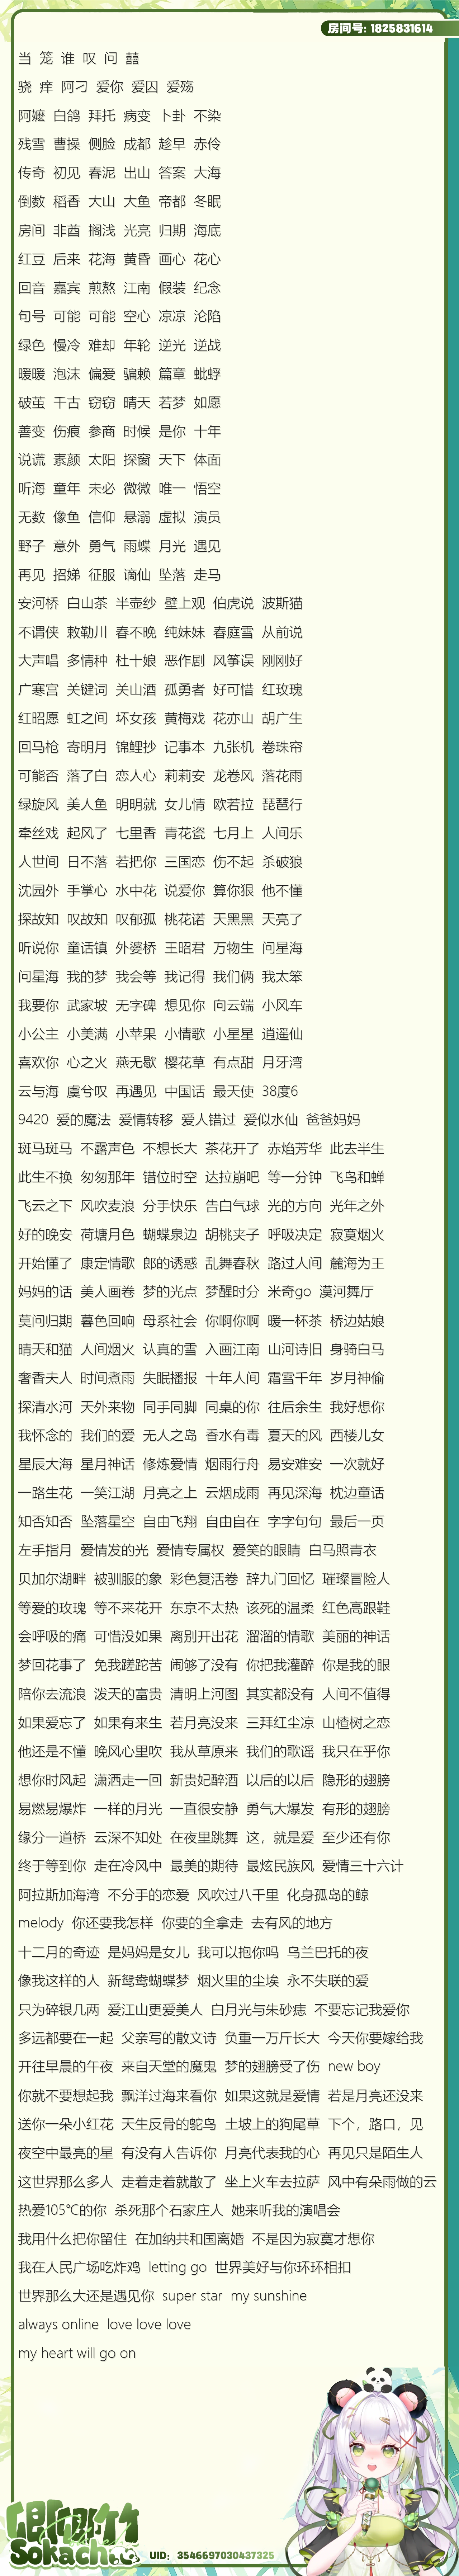 房间号: 1825831614
当 笼 谁 叹 问 囍
骁 痒 阿刁 爱你 爱囚 爱殇
阿嬷 白鸽 拜托 病变 卜卦 不染
残雪 曹操 侧脸 成都 趁早 赤伶
传奇 初见 春泥 出山 答案 大海
倒数 稻香 大山 大鱼 帝都 冬眠
房间 非酋 搁浅 光亮 归期 海底
红豆 后来 花海 黄昏 画心 花心
回音 嘉宾 煎熬 江南 假装 纪念
句号 可能 可能 空心 凉凉 沦陷
绿色 慢冷 难却 年轮 逆光 逆战
暖暖 泡沫 偏爱 骗赖 篇章 蚍蜉
破茧 千古 窃窃 晴天 若梦 如愿
善变 伤痕 参商 时候 是你 十年
说谎 素颜 太阳 探窗 天下 体面
听海 童年 未必 微微 唯一 悟空
无数 像鱼 信仰 悬溺 虚拟 演员
野子 意外 勇气 雨蝶 月光 遇见
再见 招娣 征服 谪仙 坠落 走马
安河桥 白山茶 半壶纱 壁上观 伯虎说 波斯猫
不谓侠 敕勒川 春不晚 纯妹妹 春庭雪 从前说
大声唱 多情种 杜十娘 恶作剧 风筝误 刚刚好
广寒宫 关键词 关山酒 孤勇者 好可惜 红玫瑰
红昭愿 虹之间 坏女孩 黄梅戏 花亦山 胡广生
回马枪 寄明月 锦鲤抄 记事本 九张机 卷珠帘
可能否 落了白 恋人心 莉莉安 龙卷风 落花雨
绿旋风 美人鱼 明明就 女儿情 欧若拉 琵琶行
牵丝戏 起风了 七里香 青花瓷 七月上 人间乐
人世间 日不落 若把你 三国恋 伤不起 杀破狼
沈园外 手掌心 水中花 说爱你 算你狠 他不懂
探故知 叹故知 叹郁孤 桃花诺 天黑黑 天亮了
听说你 童话镇 外婆桥 王昭君 万物生 问星海
问星海 我的梦 我会等 我记得 我们俩 我太笨
我要你 武家坡 无字碑 想见你 向云端 小风车
小公主 小美满 小苹果 小情歌 小星星 逍遥仙
喜欢你 心之火 燕无歇 樱花草 有点甜 月牙湾
云与海 虞兮叹 再遇见 中国话 最天使 38度6
9420 爱的魔法 爱情转移 爱人错过 爱似水仙 爸爸妈妈
斑马斑马 不露声色 不想长大 茶花开了 赤焰芳华 此去半生
此生不换 匆匆那年 错位时空 达拉崩吧 等一分钟 飞鸟和蝉
飞云之下 风吹麦浪 分手快乐 告白气球 光的方向 光年之外
好的晚安 荷塘月色 蝴蝶泉边 胡桃夹子 呼吸决定 寂寞烟火
开始懂了 康定情歌 郎的诱惑 乱舞春秋 路过人间 麓海为王
妈妈的话 美人画卷 梦的光点 梦醒时分 米奇go 漠河舞厅
莫问归期 暮色回响 母系社会 你啊你啊 暖一杯茶 桥边姑娘
晴天和猫 人间烟火 认真的雪 入画江南 山河诗旧 身骑白马
奢香夫人 时间煮雨 失眠播报 十年人间 霜雪千年 岁月神偷
探清水河 天外来物 同手同脚 同桌的你 往后余生 我好想你
我怀念的 我们的爱 无人之岛 香水有毒 夏天的风 西楼儿女
星辰大海 星月神话 修炼爱情 烟雨行舟 易安难安 一次就好
一路生花 一笑江湖 月亮之上 云烟成雨 再见深海 枕边童话
知否知否 坠落星空 自由飞翔 自由自在 字字句句 最后一页
左手指月 爱情发的光 爱情专属权 爱笑的眼睛 白马照青衣
贝加尔湖畔 被驯服的象 彩色复活卷 辞九门回忆 璀璨冒险人
等爱的玫瑰 等不来花开 东京不太热 该死的温柔 红色高跟鞋
会呼吸的痛 可惜没如果 离别开出花 溜溜的情歌 美丽的神话
梦回花事了 免我蹉跎苦 闹够了没有 你把我灌醉 你是我的眼
陪你去流浪 泼天的富贵 清明上河图 其实都没有 人间不值得
如果爱忘了 如果有来生 若月亮没来 三拜红尘凉 山楂树之恋
他还是不懂 晚风心里吹 我从草原来 我们的歌谣 我只在乎你
想你时风起 潇洒走一回 新贵妃醉酒 以后的以后 隐形的翅膀
易燃易爆炸 一样的月光 一直很安静 勇气大爆发 有形的翅膀
缘分一道桥 云深不知处 在夜里跳舞 这，就是爱 至少还有你
终于等到你 走在冷风中 最美的期待 最炫民族风 爱情三十六计
阿拉斯加海湾 不分手的恋爱 风吹过八千里 化身孤岛的鲸
melody 你还要我怎样 你要的全拿走 去有风的地方
十二月的奇迹 是妈妈是女儿 我可以抱你吗 乌兰巴托的夜
像我这样的人 新鸳鸯蝴蝶梦 烟火里的尘埃 永不失联的爱
只为碎银几两 爱江山更爱美人 白月光与朱砂痣 不要忘记我爱你
多远都要在一起 父亲写的散文诗 负重一万斤长大 今天你要嫁给我
开往早晨的午夜 来自天堂的魔鬼 梦的翅膀受了伤 new boy
你就不要想起我 飘洋过海来看你 如果这就是爱情 若是月亮还没来
送你一朵小红花 天生反骨的鸵鸟 土坡上的狗尾草 下个，路口，见
夜空中最亮的星 有没有人告诉你 月亮代表我的心 再见只是陌生人
这世界那么多人 走着走着就散了 坐上火车去拉萨 风中有朵雨做的云
热爱105℃的你 杀死那个石家庄人 她来听我的演唱会
我用什么把你留住 在加纳共和国离婚 不是因为寂寞才想你
我在人民广场吃炸鸡 letting go 世界美好与你环环相扣
世界那么大还是遇见你 super star my sunshine
always online love love love
my heart will go on
Sokach
UID: 3546697030437325